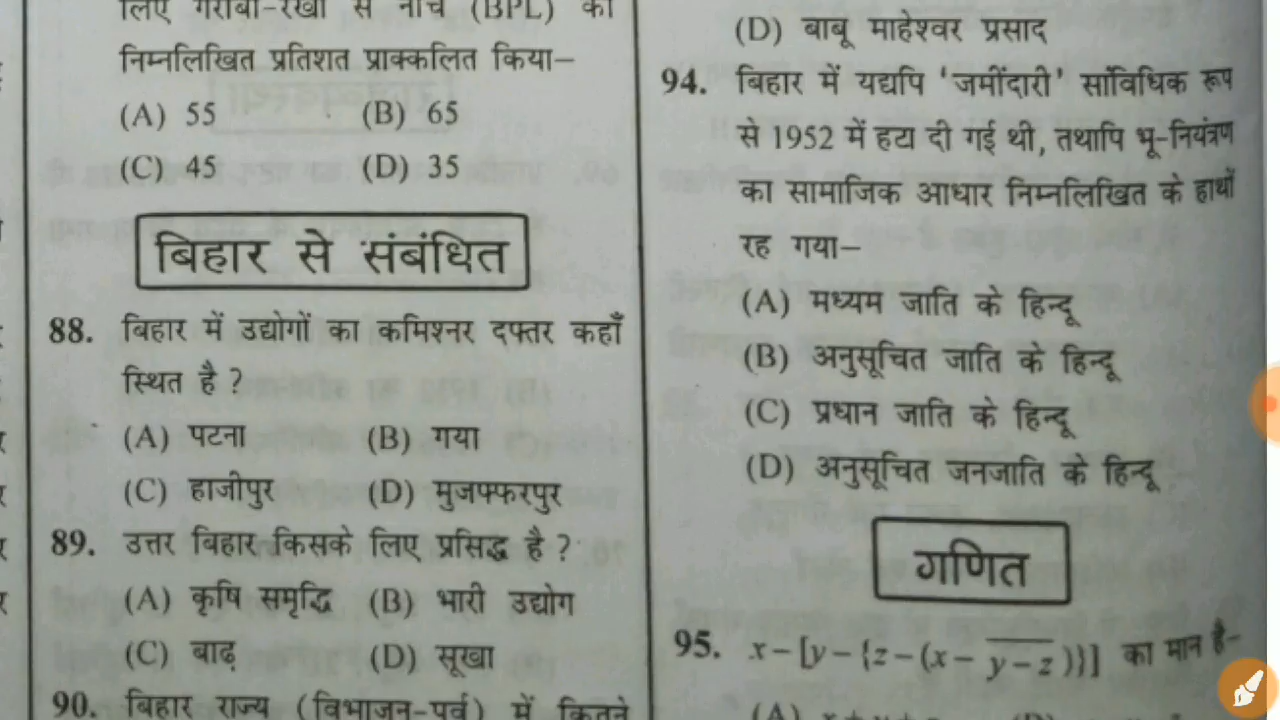 लिए गरीबी-रेखा से नीचे (BPL) का
निम्नलिखित प्रतिशत प्राक्कलित किया–
(A) 55 (B) 65
(C) 45 (D) 35
बिहार से संबंधित
88. बिहार में उद्योगों का कमिश्नर दफ्तर कहाँ
स्थित है ?
(A) पटना (B) गया
(C) हाजीपुर (D) मुजफ्फरपुर
89. उत्तर बिहार किसके लिए प्रसिद्ध है ?
(A) कृषि समृद्धि (B) भारी उद्योग
(C) बाढ़ (D) सूखा
90. बिहार राज्य (विभाजन-पूर्व) में कितने
(D) बाबू माहेश्वर प्रसाद
94. बिहार में यद्यपि 'जमींदारी' सांविधिक रूप
से 1952 में हटा दी गई थी, तथापि भू-नियंत्रण
का सामाजिक आधार निम्नलिखित के हाथों
रह गया–
(A) मध्यम जाति के हिन्दू
(B) अनुसूचित जाति के हिन्दू
(C) प्रधान जाति के हिन्दू
(D) अनुसूचित जनजाति के हिन्दू
गणित
95. x – [y – {z – (x – y – z)}] का मान है–
(A)